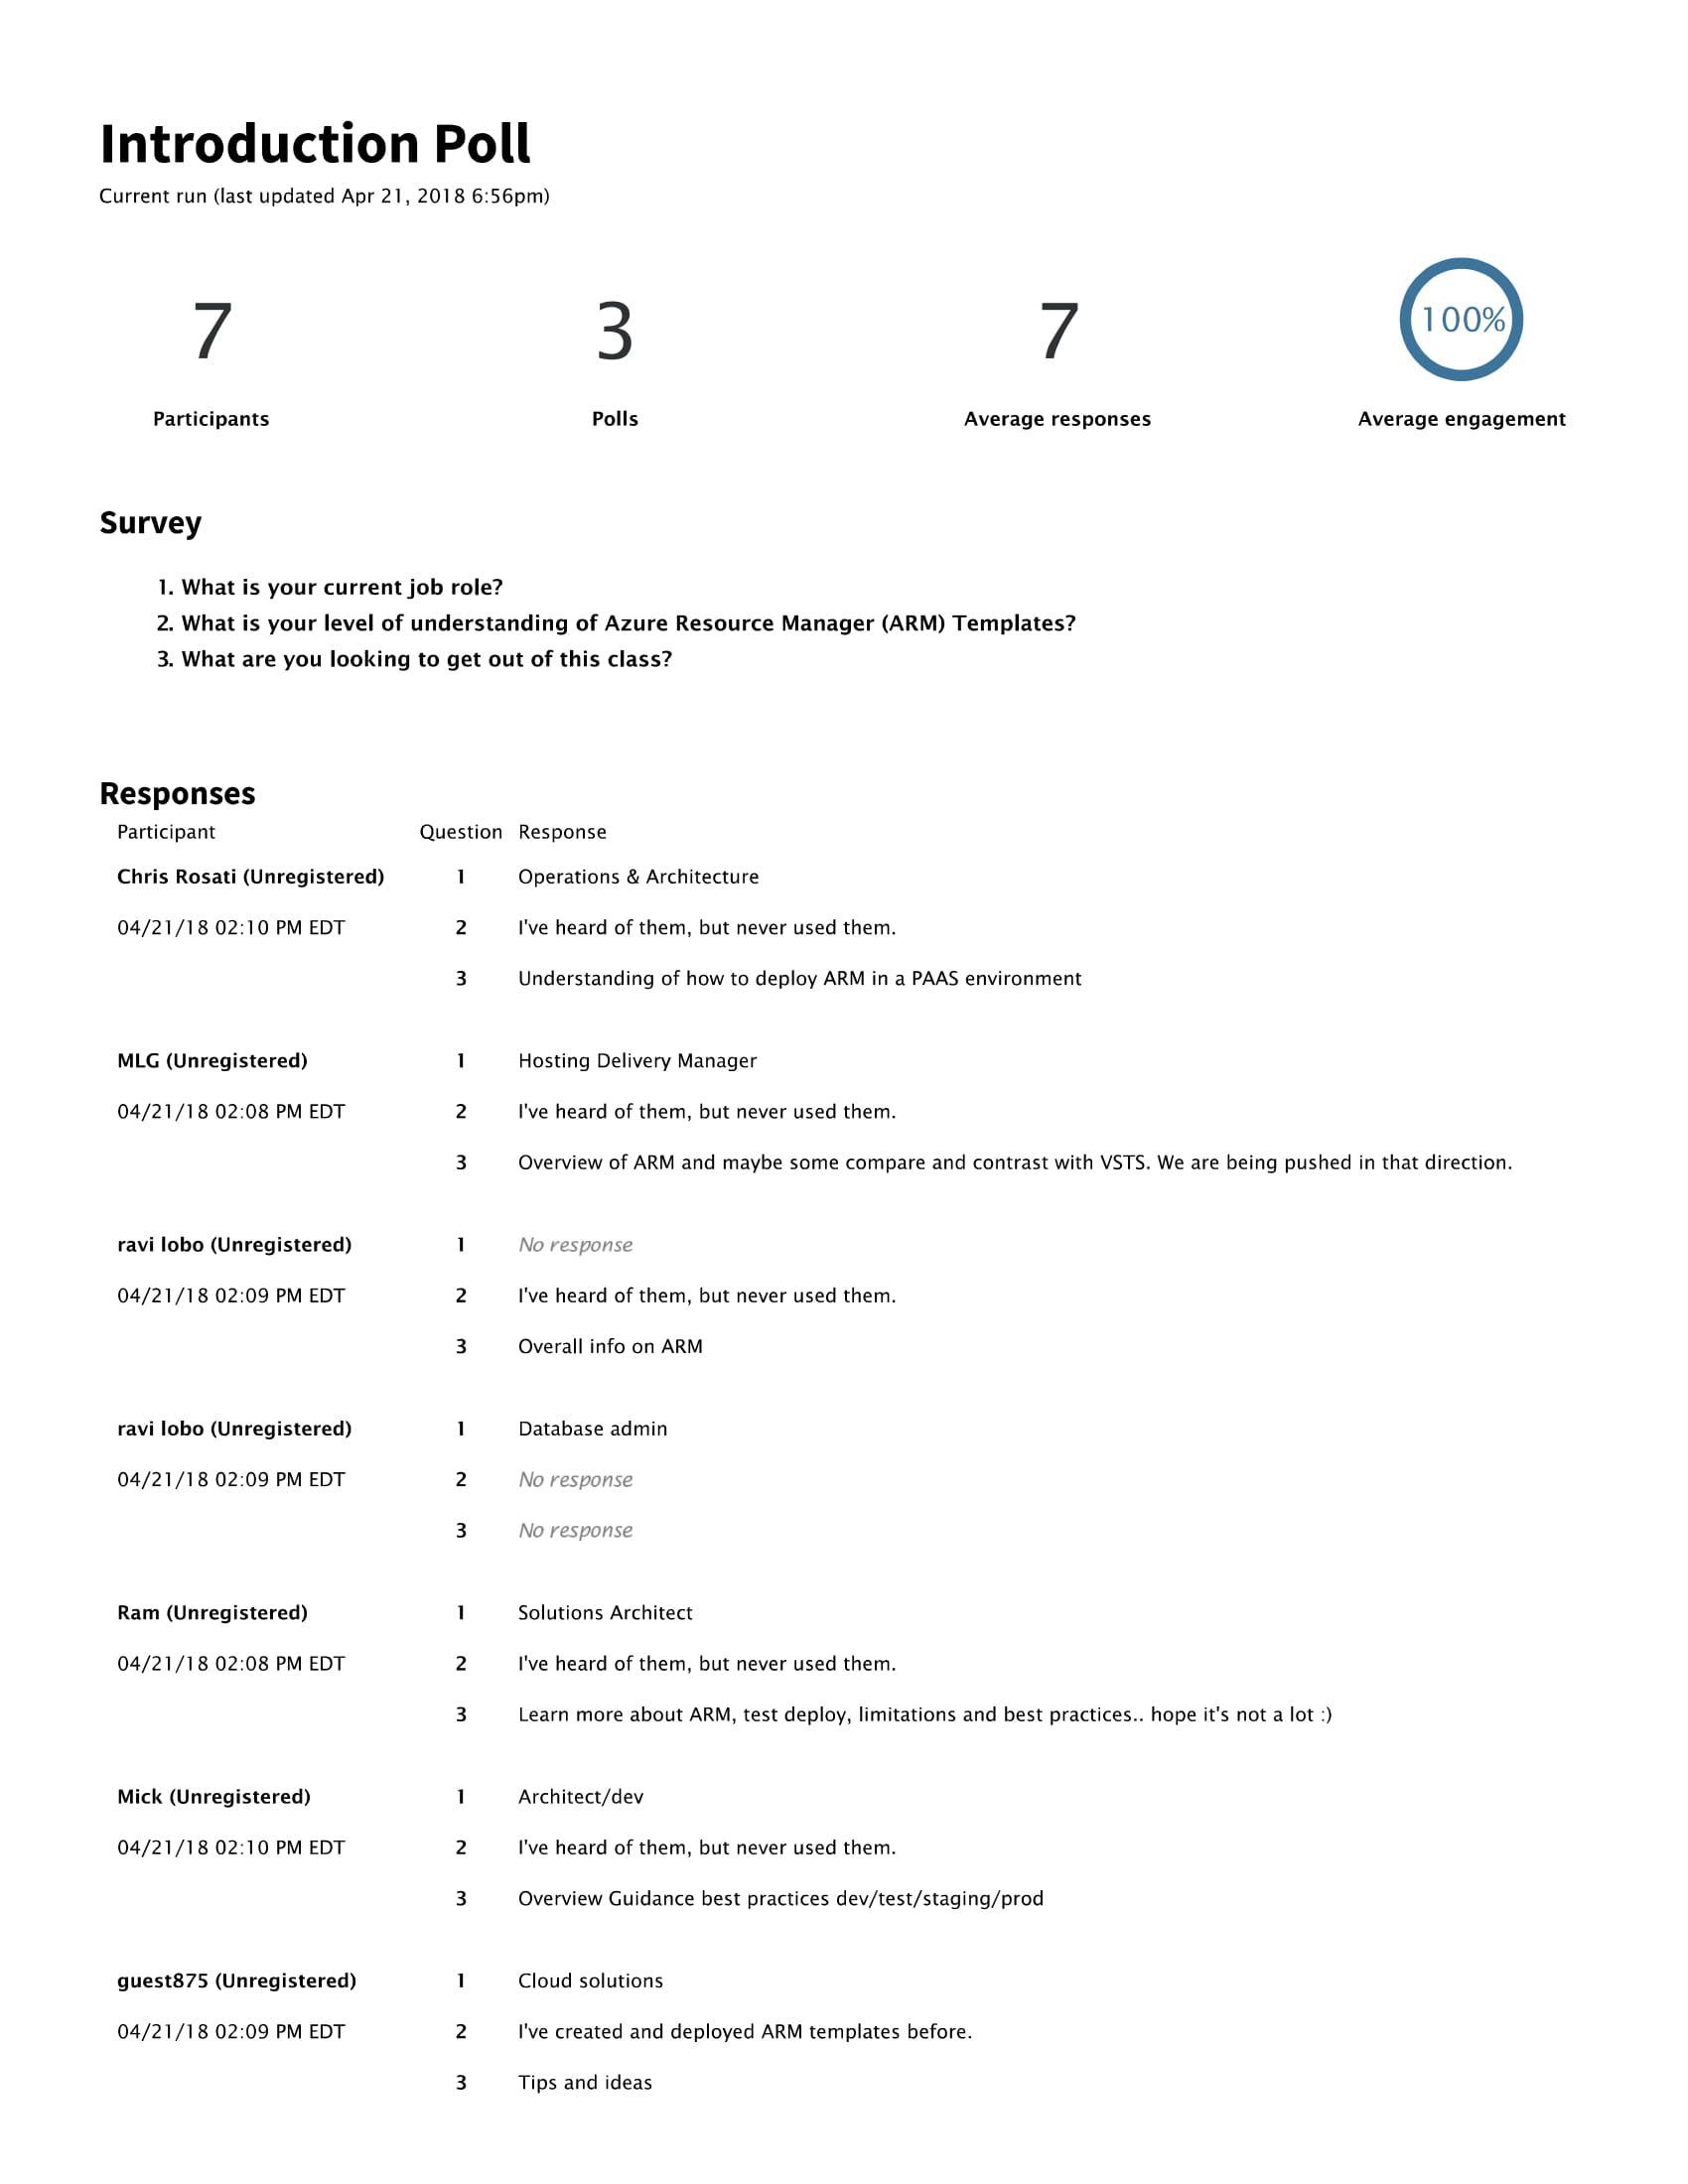 Introduction Poll
Current run (last updated Apr 21, 2018 6:56pm)
7 3 7 100%
Participants Polls Average responses Average engagement
Survey
1. What is your current job role?
2. What is your level of understanding of Azure Resource Manager (ARM) Templates?
3. What are you looking to get out of this class?
Responses
Participant Question Response
Chris Rosati (Unregistered) 1 Operations & Architecture
04/21/18 02:10 PM EDT 2 I've heard of them, but never used them.
3 Understanding of how to deploy ARM in a PAAS environment
MLG (Unregistered) 1 Hosting Delivery Manager
04/21/18 02:08 PM EDT 2 I've heard of them, but never used them.
3 Overview of ARM and maybe some compare and contrast with VSTS. We are being pushed in that direction.
ravi lobo (Unregistered) 1 No response
04/21/18 02:09 PM EDT 2 I've heard of them, but never used them.
3 Overall info on ARM
ravi lobo (Unregistered) 1 Database admin
04/21/18 02:09 PM EDT 2 No response
3 No response
Ram (Unregistered) 1 Solutions Architect
04/21/18 02:08 PM EDT 2 I've heard of them, but never used them.
3 Learn more about ARM, test deploy, limitations and best practices.. hope it's not a lot :)
Mick (Unregistered) 1 Architect/dev
04/21/18 02:10 PM EDT 2 I've heard of them, but never used them.
3 Overview Guidance best practices dev/test/staging/prod
guest875 (Unregistered) 1 Cloud solutions
04/21/18 02:09 PM EDT 2 I've created and deployed ARM templates before.
3 Tips and ideas